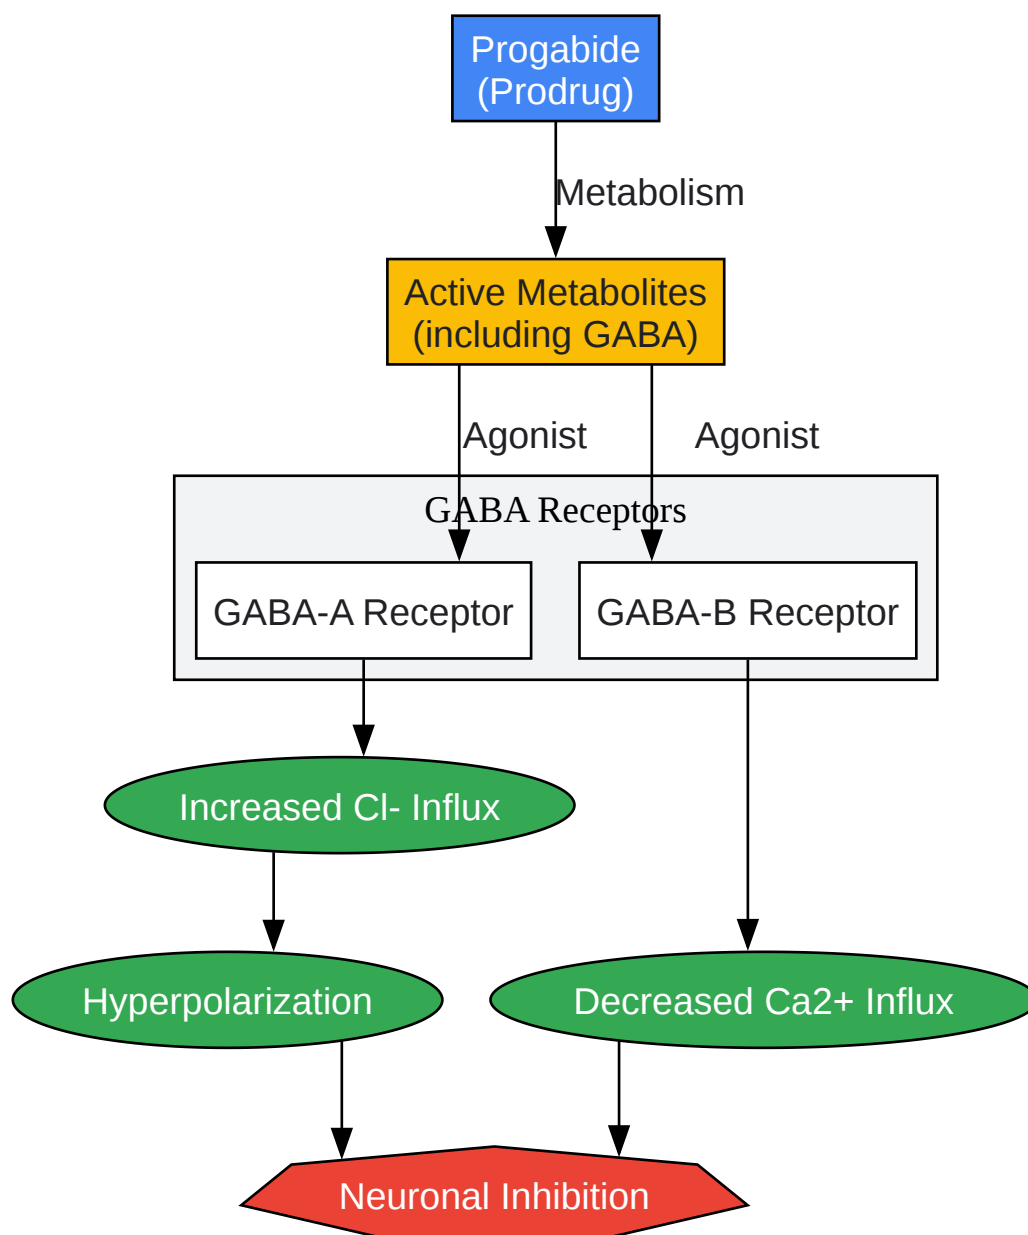 Progabide
(Prodrug)
Metabolism
Active Metabolites
(including GABA)
Agonist
Agonist
GABA Receptors
GABA-A Receptor
GABA-B Receptor
Increased Cl- Influx
Hyperpolarization
Decreased Ca2+ Influx
Neuronal Inhibition